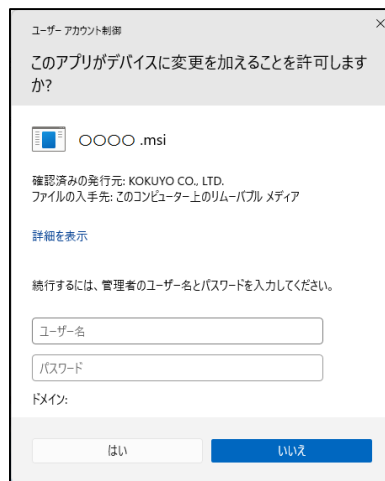 ユーザー アカウント制御
このアプリがデバイスに変更を加えることを許可します
か?
○○○○ .msi
確認済みの発行元: KOKUYO CO., LTD.
ファイルの入手先: このコンピューター上のリムーバブル メディア
詳細を表示
続行するには、管理者のユーザー名とパスワードを入力してください。
ユーザー名
パスワード
ドメイン:
はい
いいえ